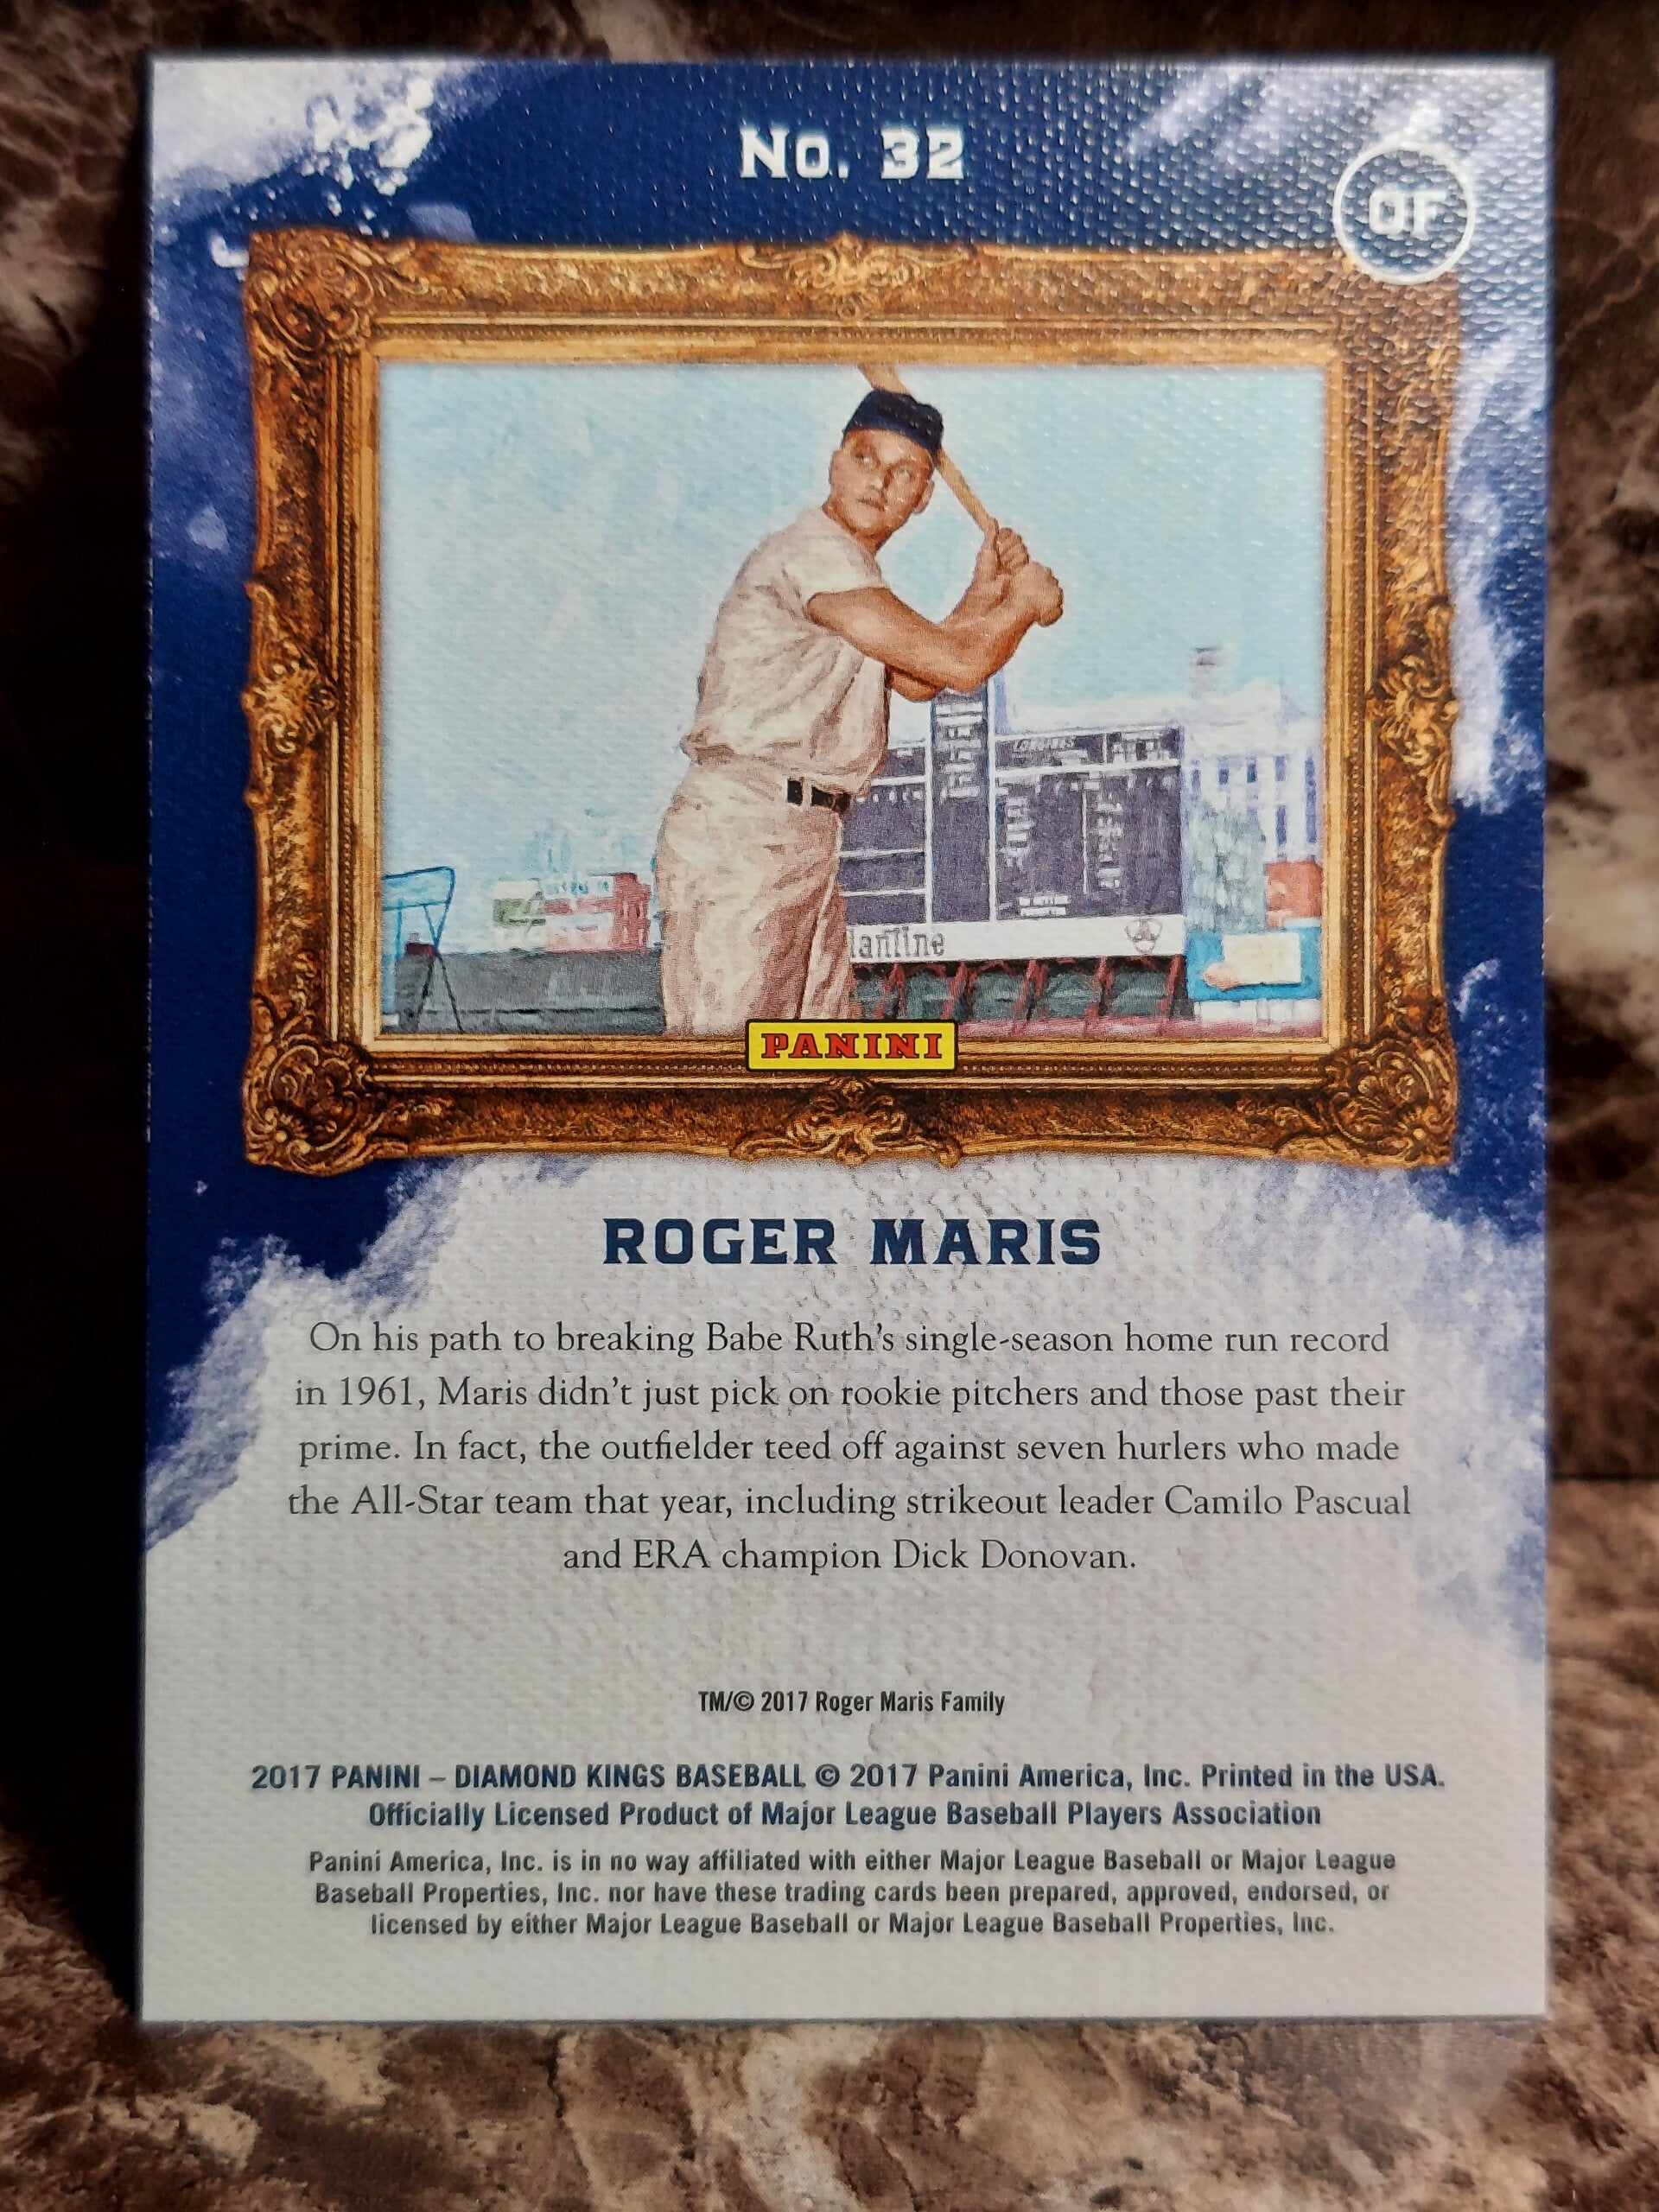 No. 32
OF
lantine
PANINI
ROGER MARIS
On his path to breaking Babe Ruth's single-season home run record
in 1961, Maris didn't just pick on rookie pitchers and those past their
prime. In fact, the outfielder teed off against seven hurlers who made
the All-Star team that year, including strikeout leader Camilo Pascual
and ERA champion Dick Donovan.
TM/© 2017 Roger Maris Family
2017 PANINI – DIAMOND KINGS BASEBALL © 2017 Panini America, Inc. Printed in the USA.
Officially Licensed Product of Major League Baseball Players Association
Panini America, Inc. is in no way affiliated with either Major League Baseball or Major League
Baseball Properties, Inc. nor have these trading cards been prepared, approved, endorsed, or
licensed by either Major League Baseball or Major League Baseball Properties, Inc.